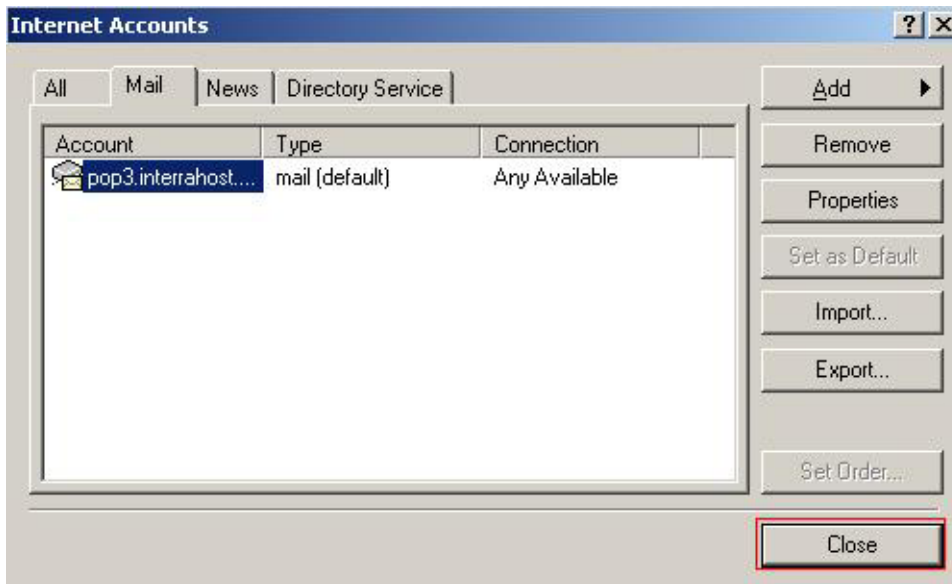 Internet Accounts
All Mail News Directory Service
Account Type Connection
pop3.interrahost.... mail (default) Any Available
Add
Remove
Properties
Set as Default
Import...
Export...
Set Order...
Close